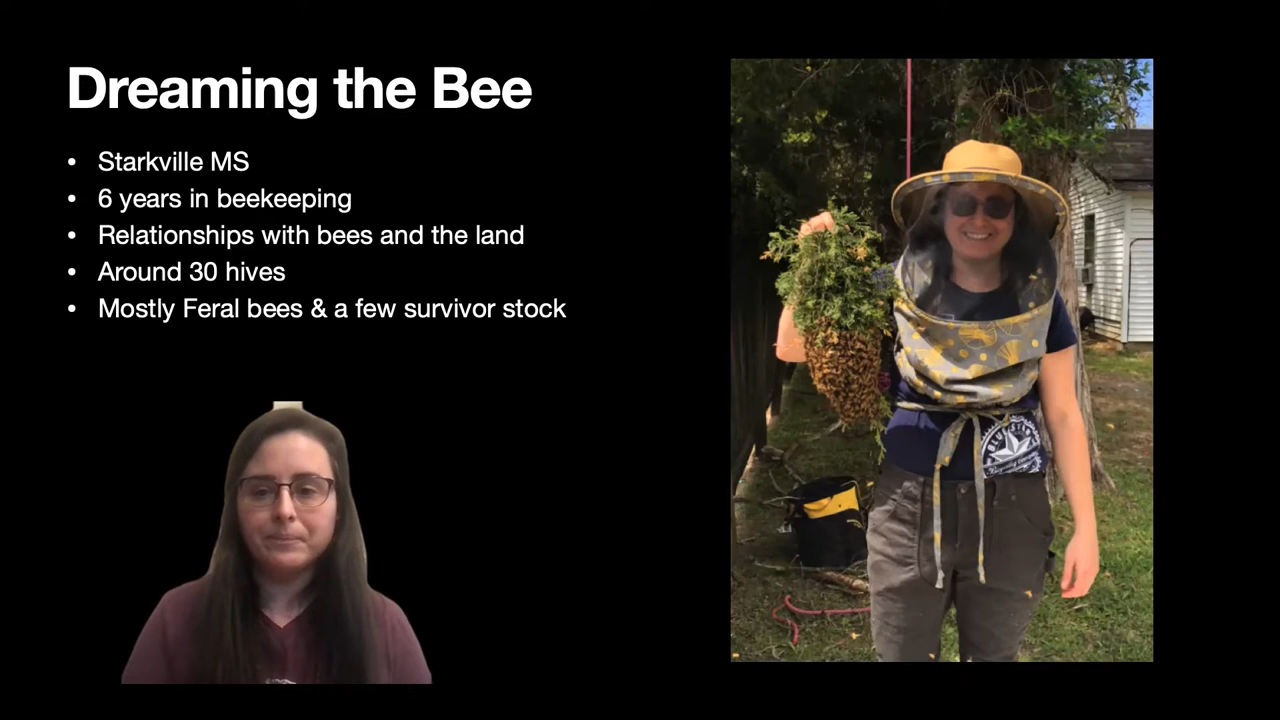 Dreaming the Bee
• Starkville MS
• 6 years in beekeeping
• Relationships with bees and the land
• Around 30 hives
• Mostly Feral bees & a few survivor stock